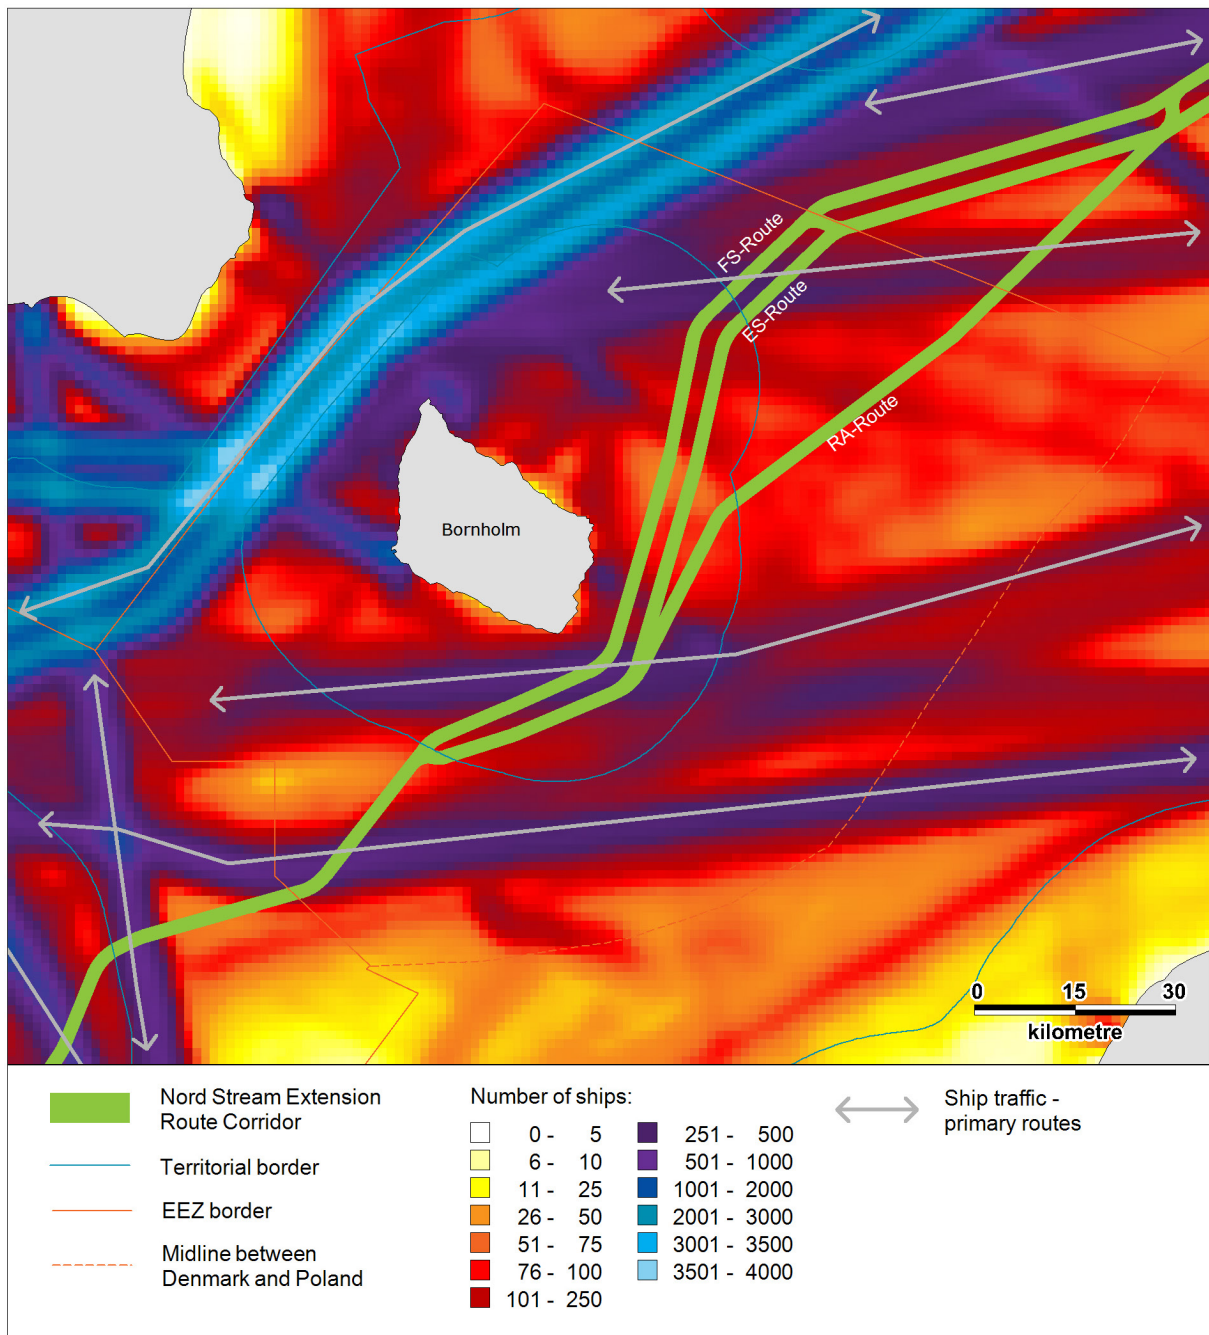 FS-Route
ES-Route
RA-Route
Bornholm
0 15 30
kilometre
Nord Stream Extension
Route Corridor
Territorial border
EEZ border
Midline between
Denmark and Poland
Number of ships:
0 - 5
6 - 10
11 - 25
26 - 50
51 - 75
76 - 100
101 - 250
251 - 500
501 - 1000
1001 - 2000
2001 - 3000
3001 - 3500
3501 - 4000
Ship traffic -
primary routes